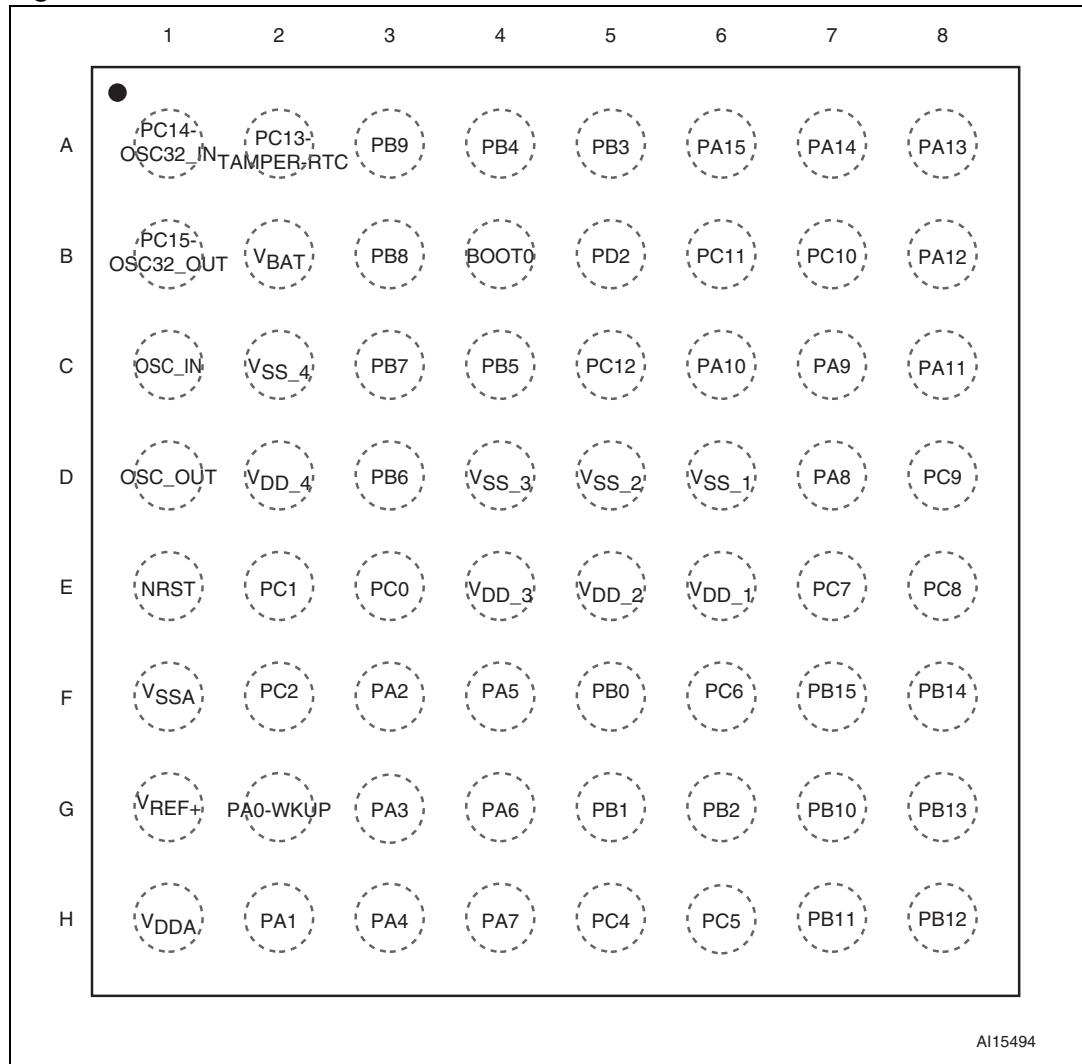 1 2 3 4 5 6 7 8
A PC14-OSC32_IN PC13-TAMPER-RTC PB9 PB4 PB3 PA15 PA14 PA13
B PC15-OSC32_OUT VBAT PB8 BOOT0 PD2 PC11 PC10 PA12
C OSC_IN VSS_4 PB7 PB5 PC12 PA10 PA9 PA11
D OSC_OUT VDD_4 PB6 VSS_3 VSS_2 VSS_1 PA8 PC9
E NRST PC1 PC0 VDD_3 VDD_2 VDD_1 PC7 PC8
F VSSA PC2 PA2 PA5 PB0 PC6 PB15 PB14
G VREF+ PA0-WKUP PA3 PA6 PB1 PB2 PB10 PB13
H VDDA PA1 PA4 PA7 PC4 PC5 PB11 PB12
AI15494